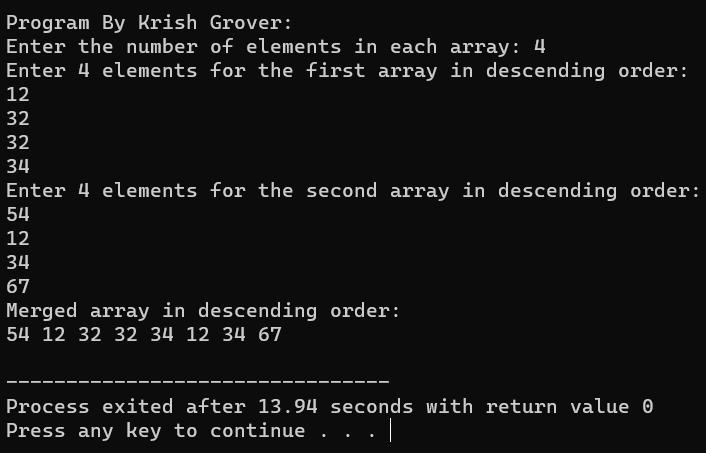 Program By Krish Grover:
Enter the number of elements in each array: 4
Enter 4 elements for the first array in descending order:
12
32
32
34
Enter 4 elements for the second array in descending order:
54
12
34
67
Merged array in descending order:
54 12 32 32 34 12 34 67
--------------------------------
Process exited after 13.94 seconds with return value 0
Press any key to continue . . .